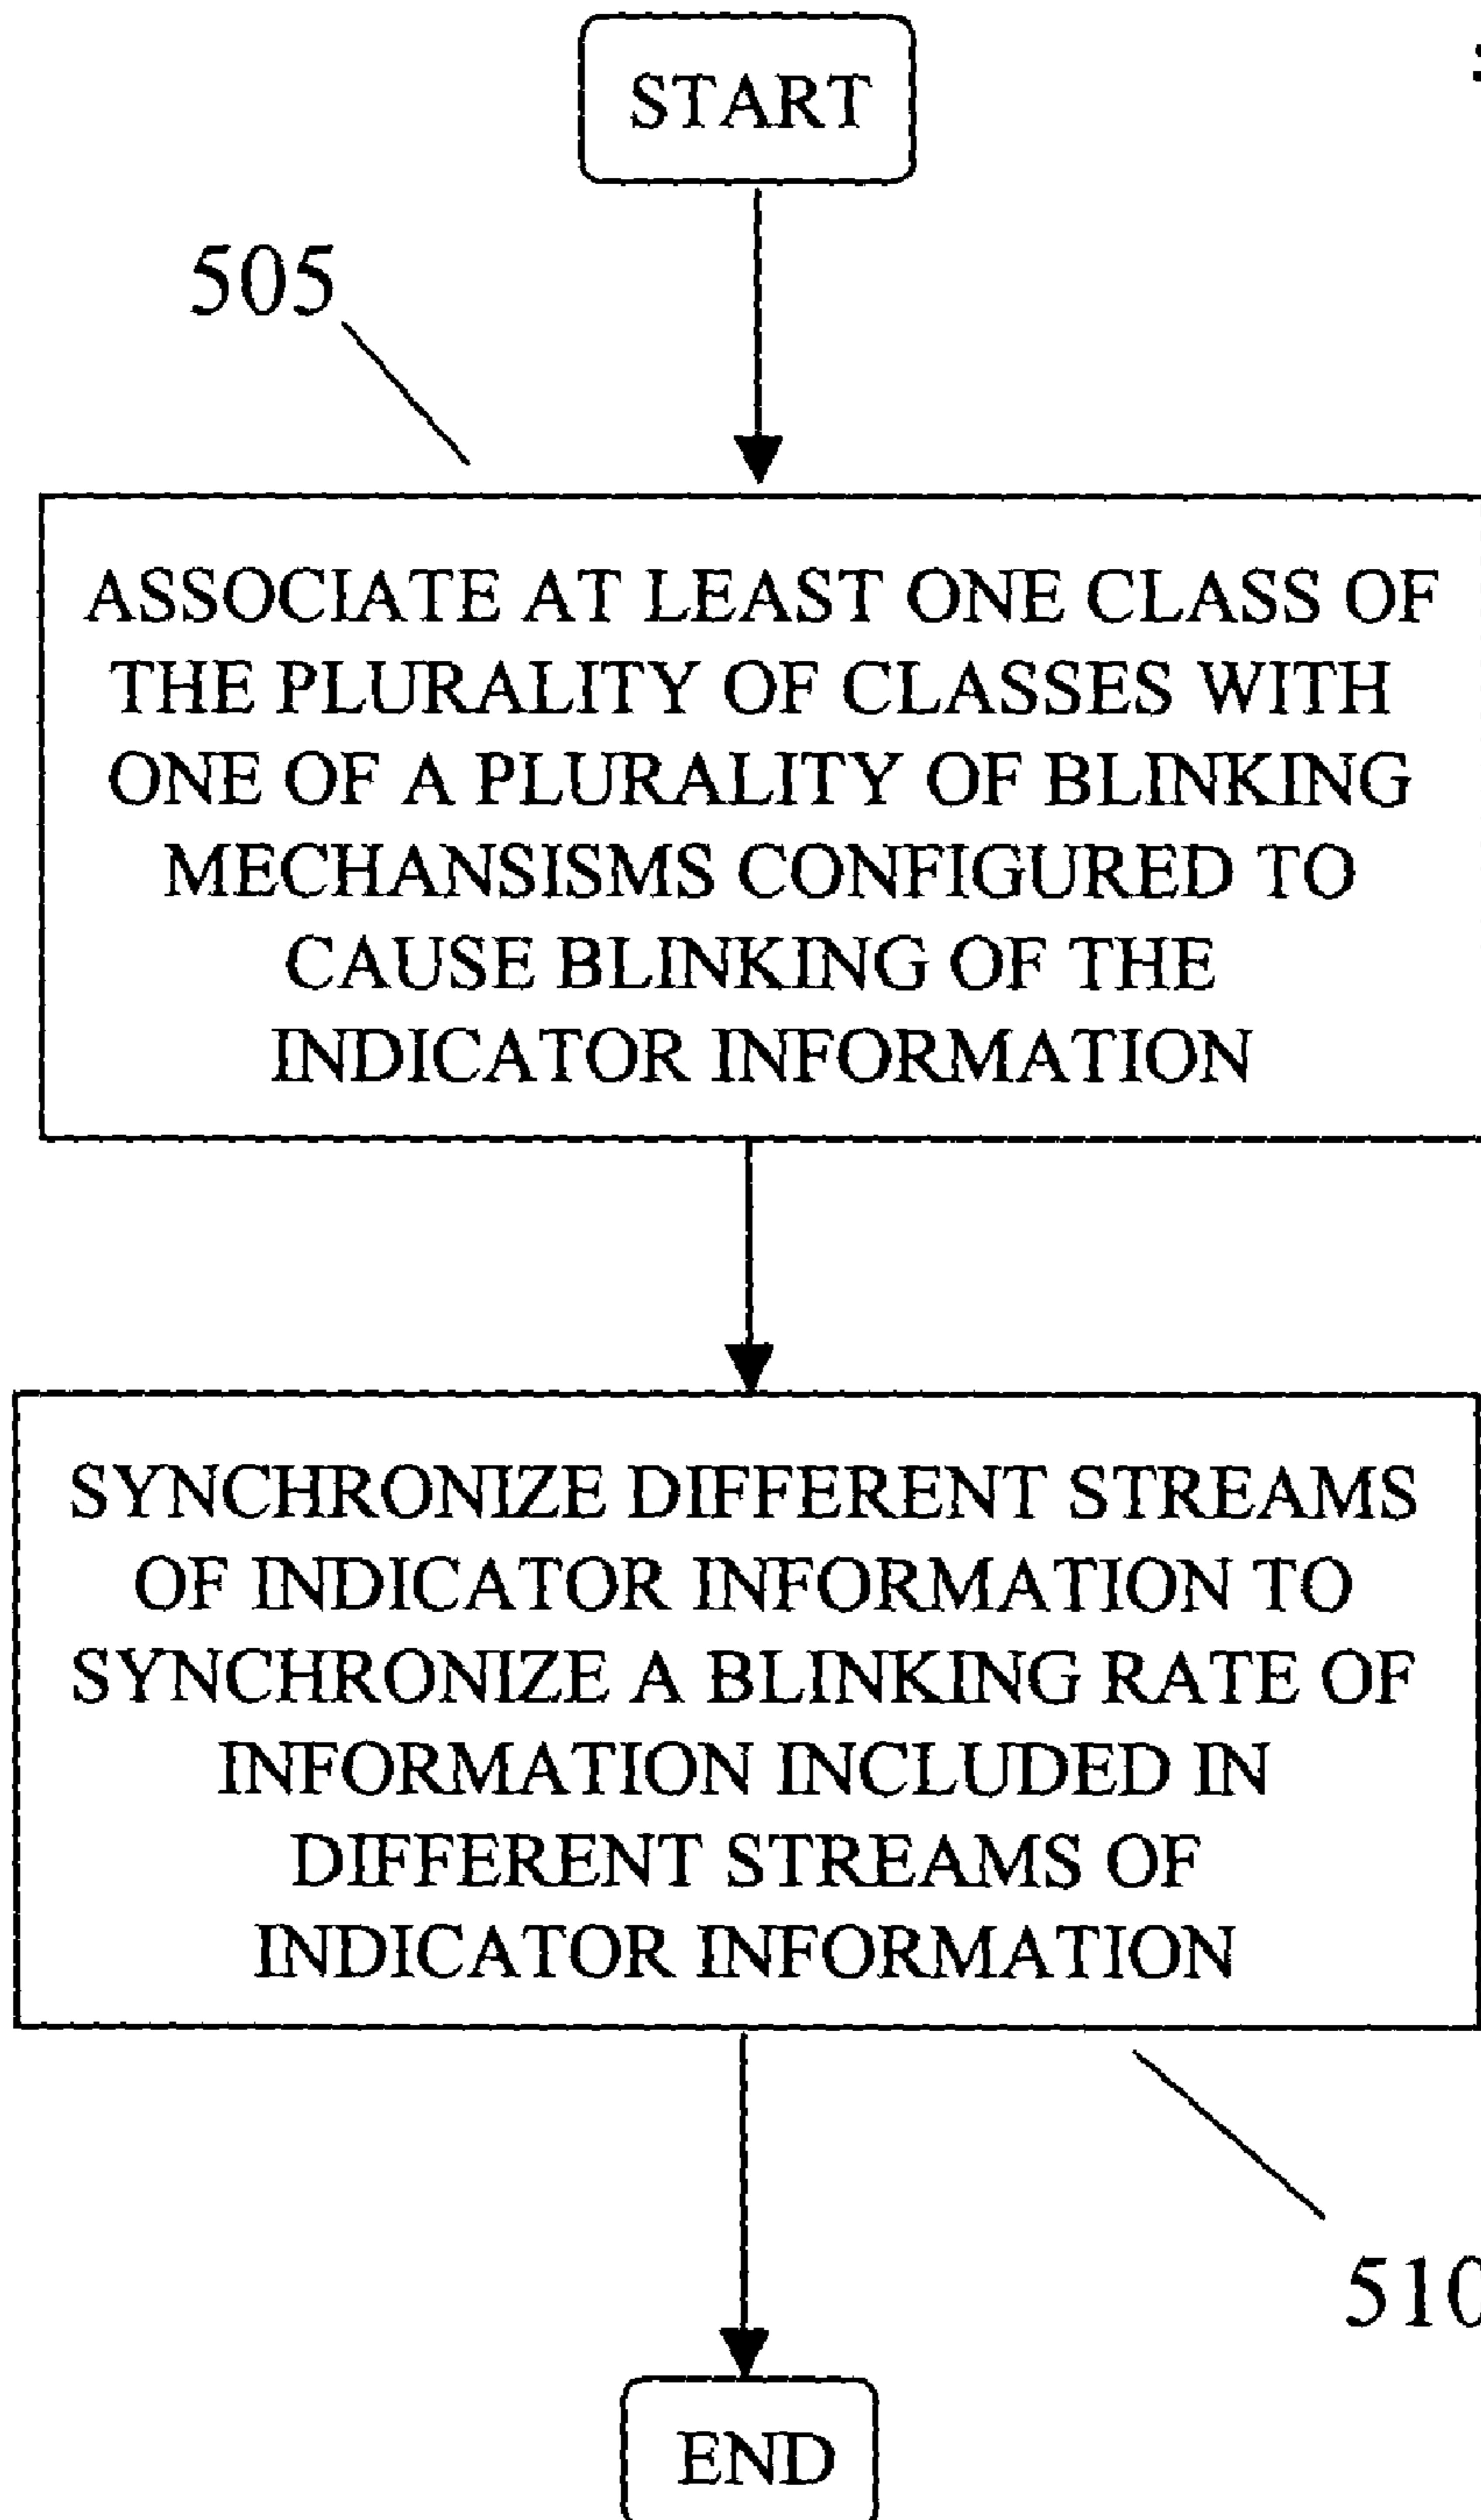 START
505
ASSOCIATE AT LEAST ONE CLASS OF
THE PLURALITY OF CLASSES WITH
ONE OF A PLURALITY OF BLINKING
MECHANSISMS CONFIGURED TO
CAUSE BLINKING OF THE
INDICATOR INFORMATION
SYNCHRONIZE DIFFERENT STREAMS
OF INDICATOR INFORMATION TO
SYNCHRONIZE A BLINKING RATE OF
INFORMATION INCLUDED IN
DIFFERENT STREAMS OF
INDICATOR INFORMATION
510
END